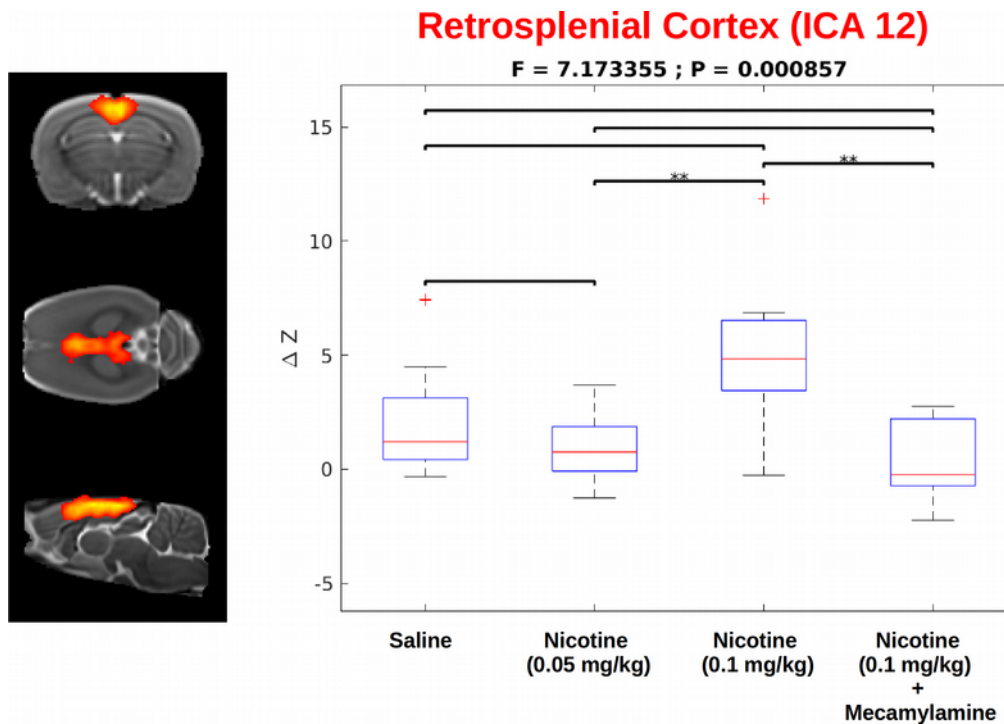 Retrosplenial Cortex (ICA 12)
F = 7.173355 ; P = 0.000857
15
10
5
0
-5
Δ Z
**
**
Saline
Nicotine
(0.05 mg/kg)
Nicotine
(0.1 mg/kg)
Nicotine
(0.1 mg/kg)
+
Mecamylamine